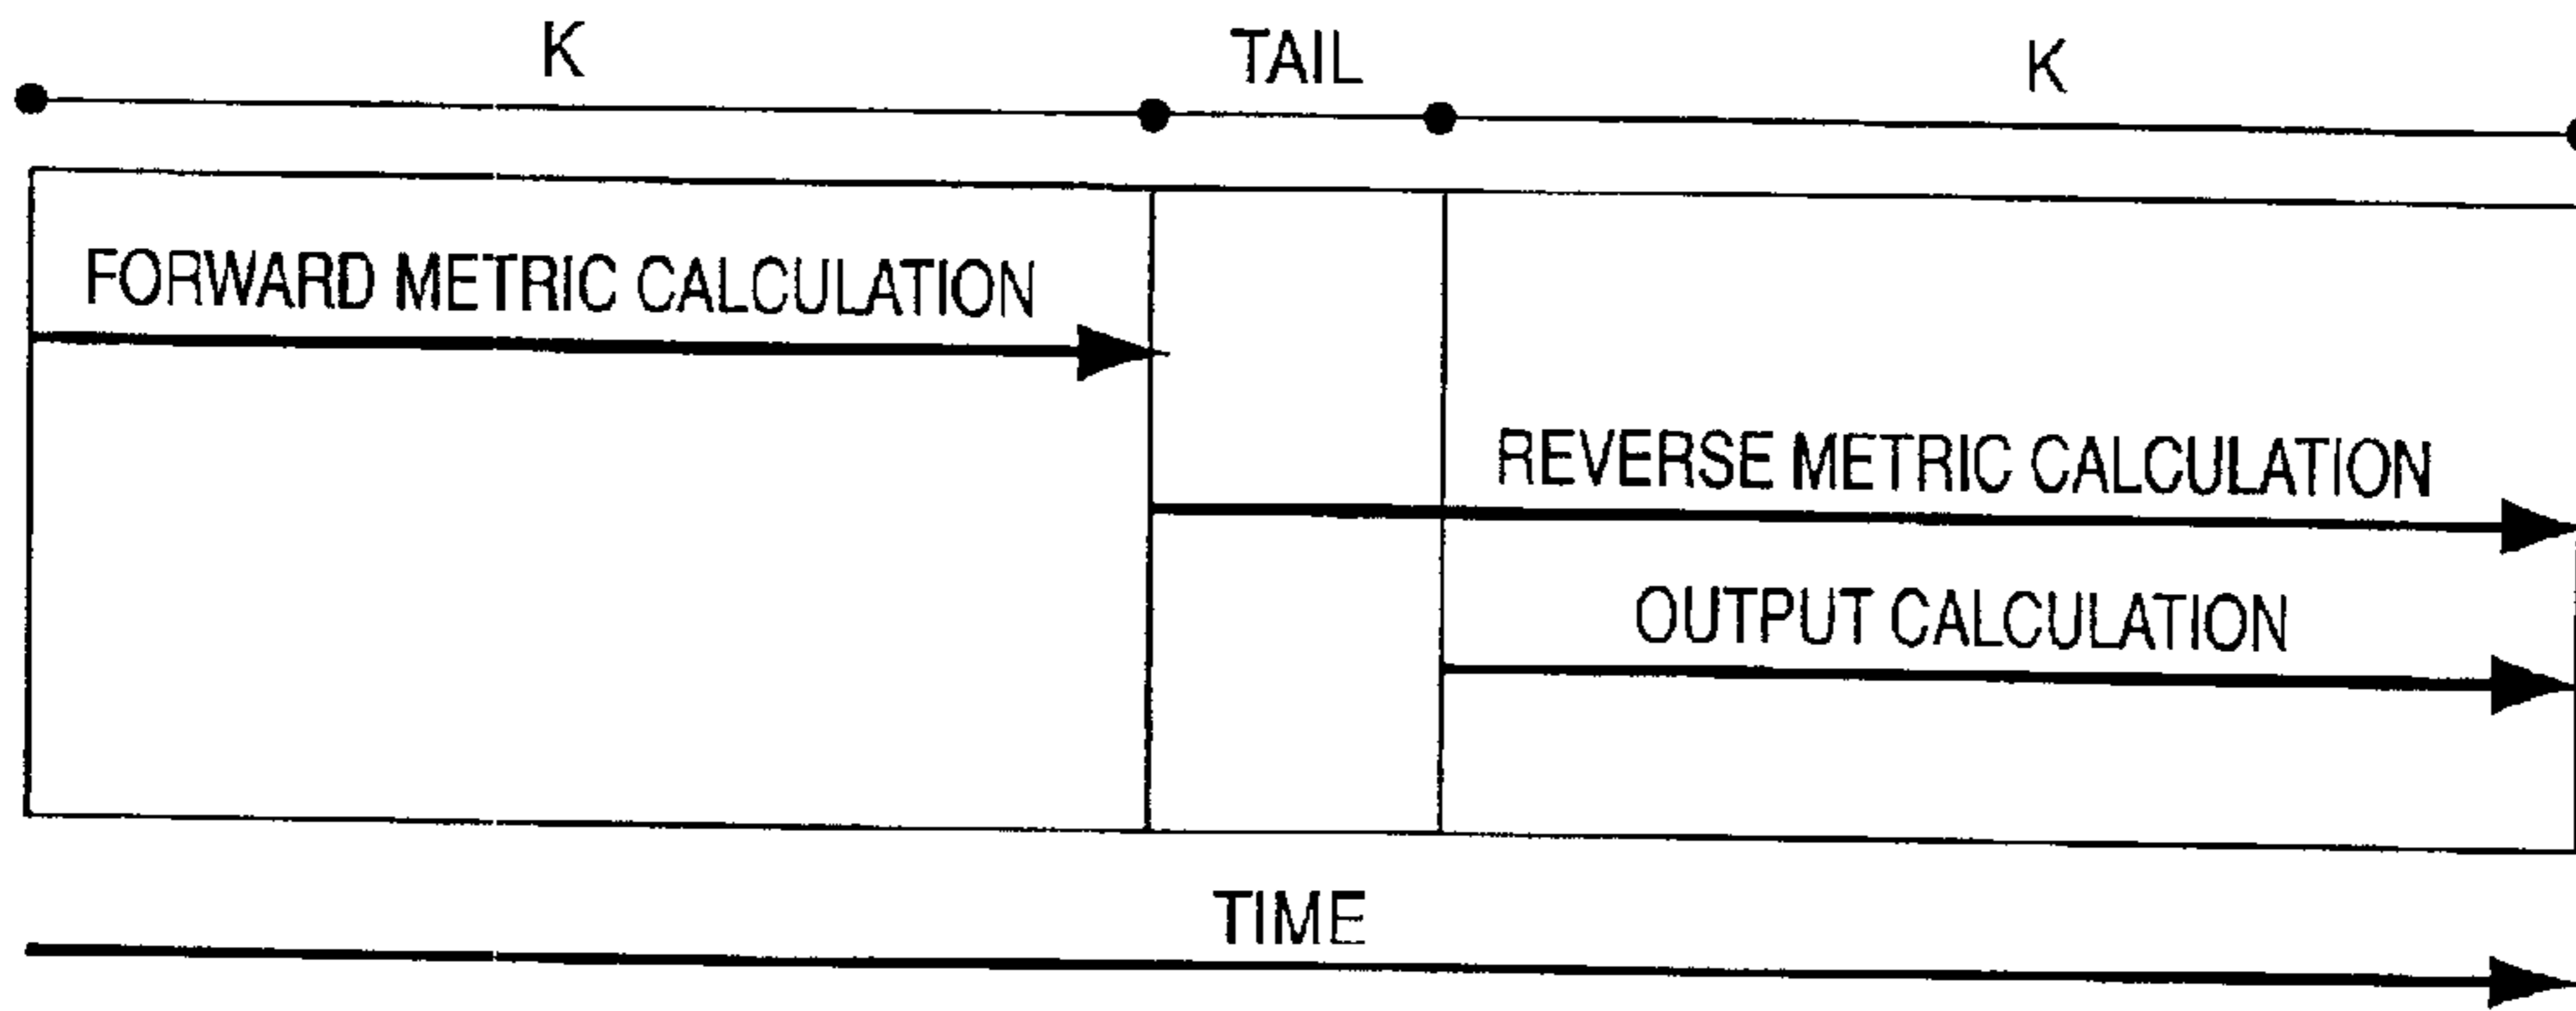 K
TAIL
K
FORWARD METRIC CALCULATION
REVERSE METRIC CALCULATION
OUTPUT CALCULATION
TIME